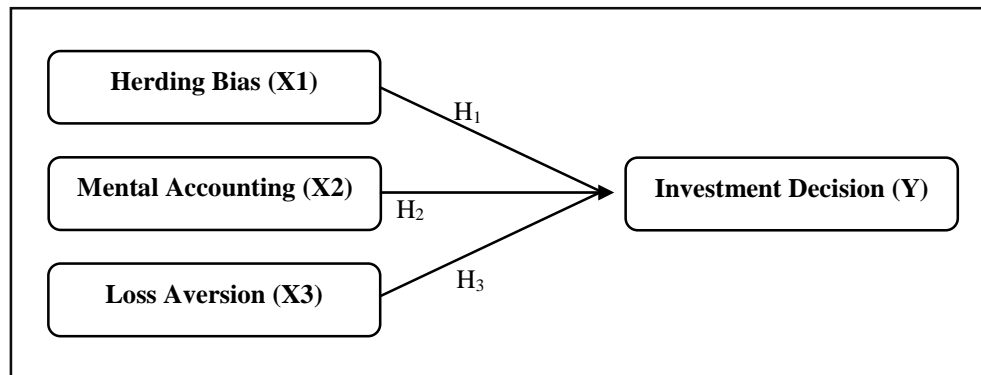 Herding Bias (X1)
H₁
Mental Accounting (X2)
Investment Decision (Y)
H₂
Loss Aversion (X3)
H₃